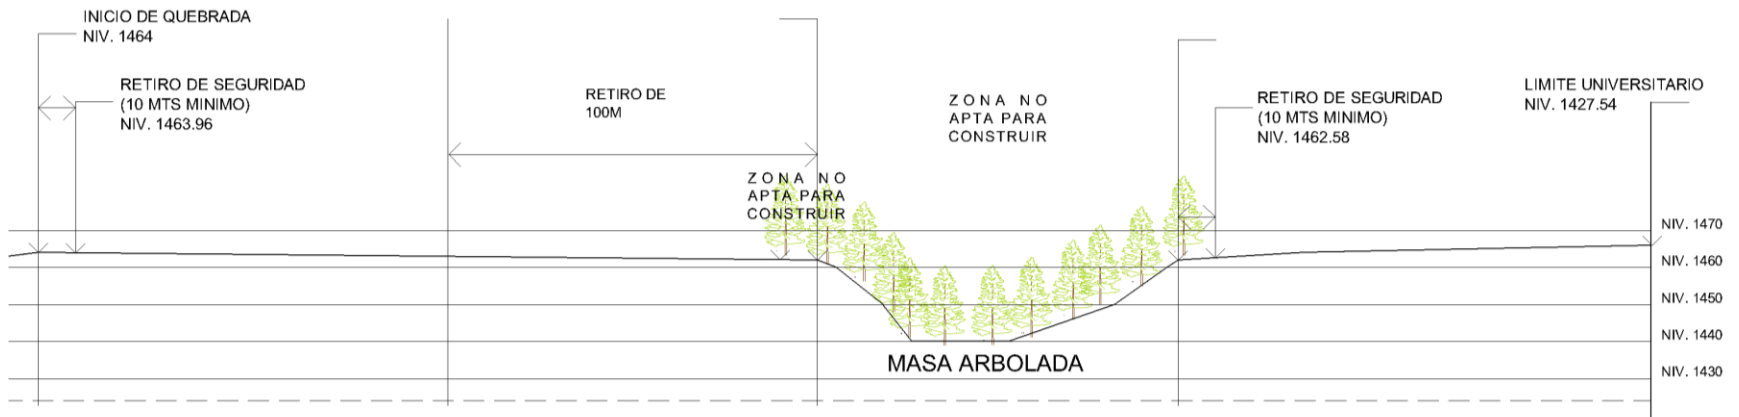 INICIO DE QUEBRADA
NIV. 1464
RETIRO DE SEGURIDAD
(10 MTS MINIMO)
NIV. 1463.96
RETIRO DE
100M
ZONA NO
APTA PARA
CONSTRUIR
ZONA NO
APTA PARA
CONSTRUIR
RETIRO DE SEGURIDAD
(10 MTS MINIMO)
NIV. 1462.58
LIMITE UNIVERSITARIO
NIV. 1427.54
NIV. 1470
NIV. 1460
NIV. 1450
NIV. 1440
NIV. 1430
MASA ARBOLADA